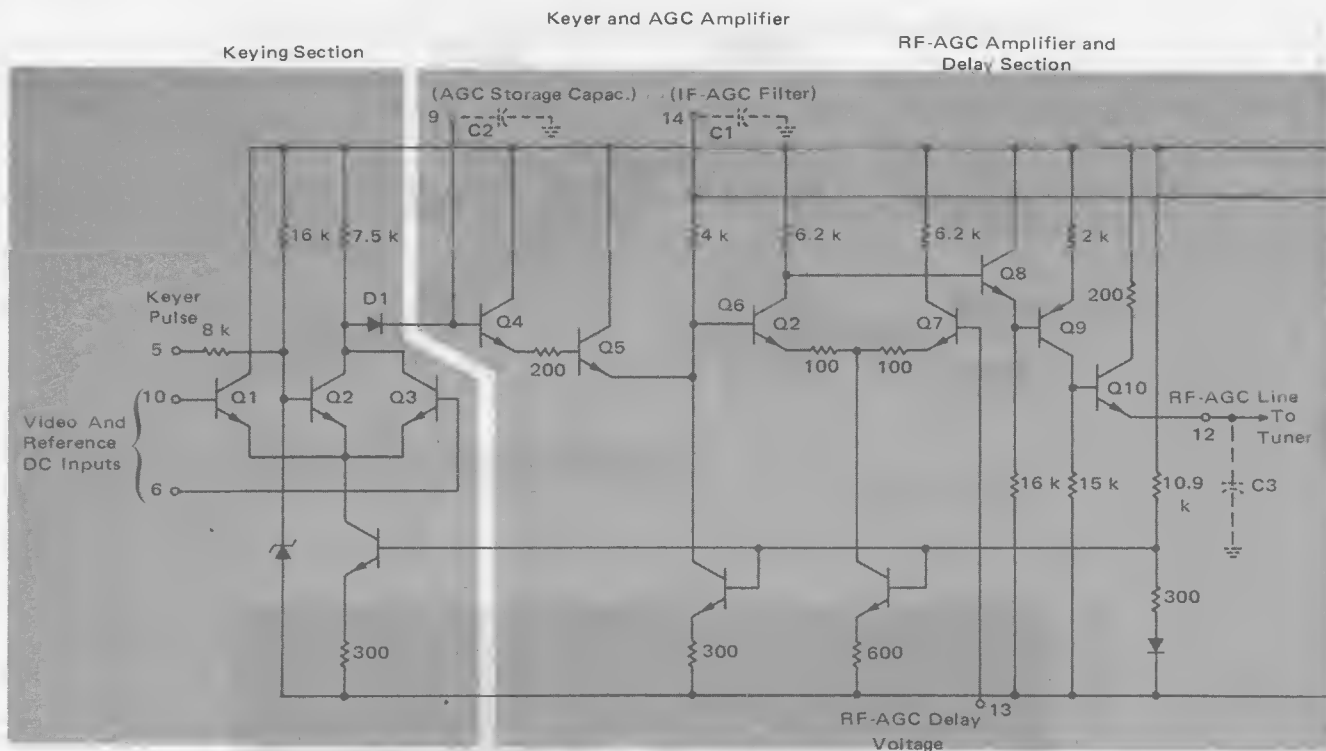 Keyer and AGC Amplifier
Keying Section
RF-AGC Amplifier and
Delay Section
(AGC Storage Capac.)
(IF-AGC Filter)
9
C2
14
C1
16 k
7.5 k
4 k
6.2 k
6.2 k
2 k
Keyer
Pulse
8 k
5
D1
Q4
200
Q5
Q6
Q2
Q7
100
100
Q8
Q9
200
Q10
10
Q1
Q2
Q3
Video And
Reference
DC Inputs
6
RF-AGC Line
To
Tuner
12
16 k
15 k
10.9
k
C3
300
300
600
300
RF-AGC Delay
Voltage
13